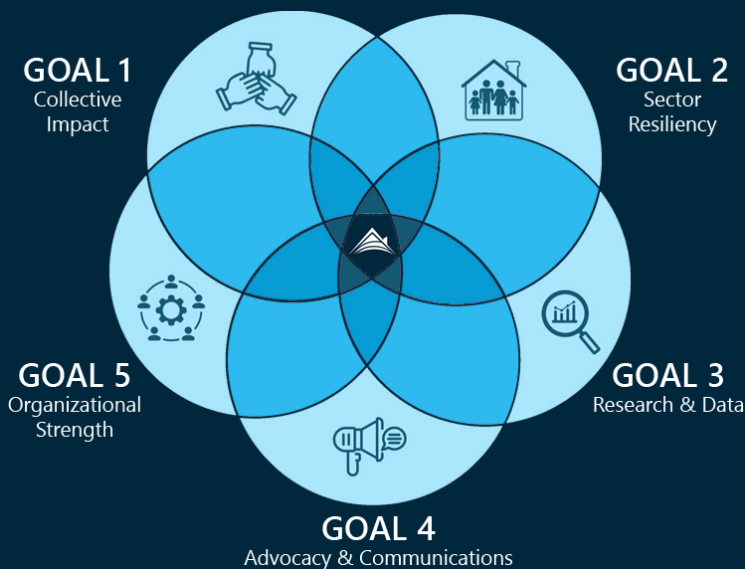 GOAL 1
Collective
Impact
GOAL 2
Sector
Resiliency
GOAL 5
Organizational
Strength
GOAL 3
Research & Data
GOAL 4
Advocacy & Communications